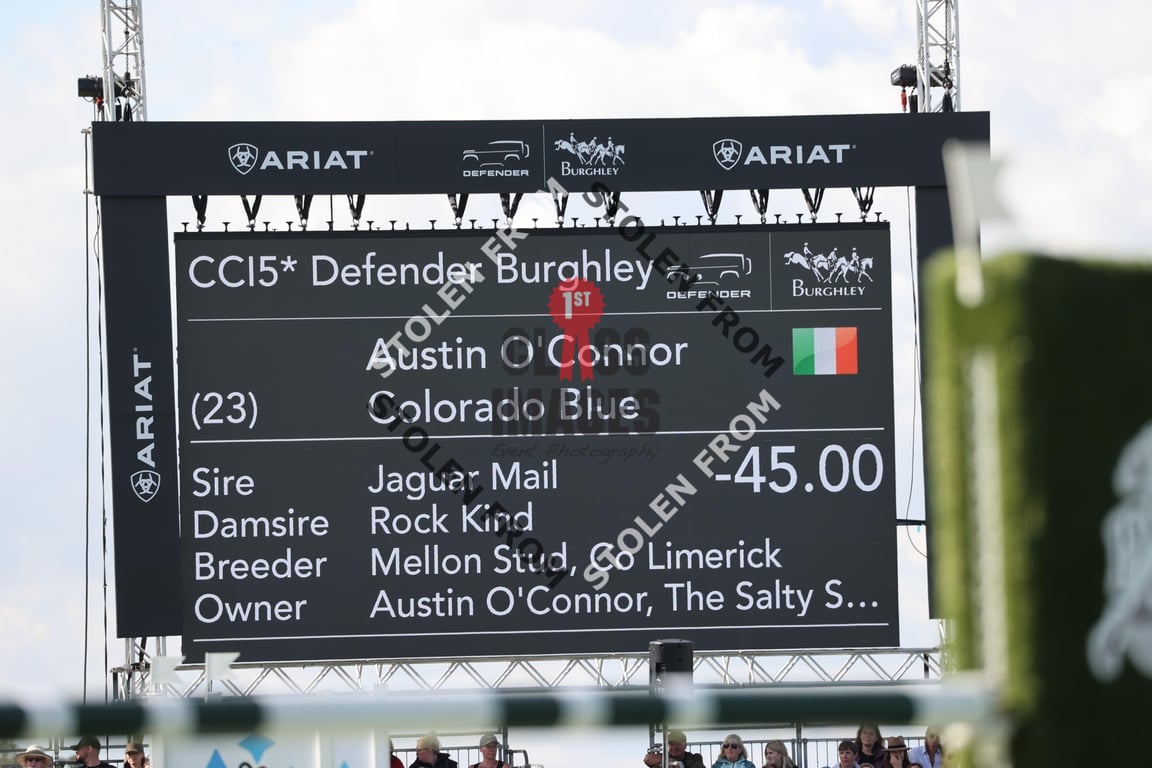 ARIAT
DEFENDER
BURGHLEY
ARIAT
CCI5* Defender Burghley
DEFENDER
BURGHLEY
Austin O'Connor
(23) Colorado Blue
-45.00
Sire Jaguar Mail
Damsire Rock Kind
Breeder Mellon Stud, Co Limerick
Owner Austin O'Connor, The Salty S...
ARIAT
1ST
CLASS
IMAGES
Event Photography
STOLEN FROM
STOLEN FROM
STOLEN FROM
STOLEN FROM